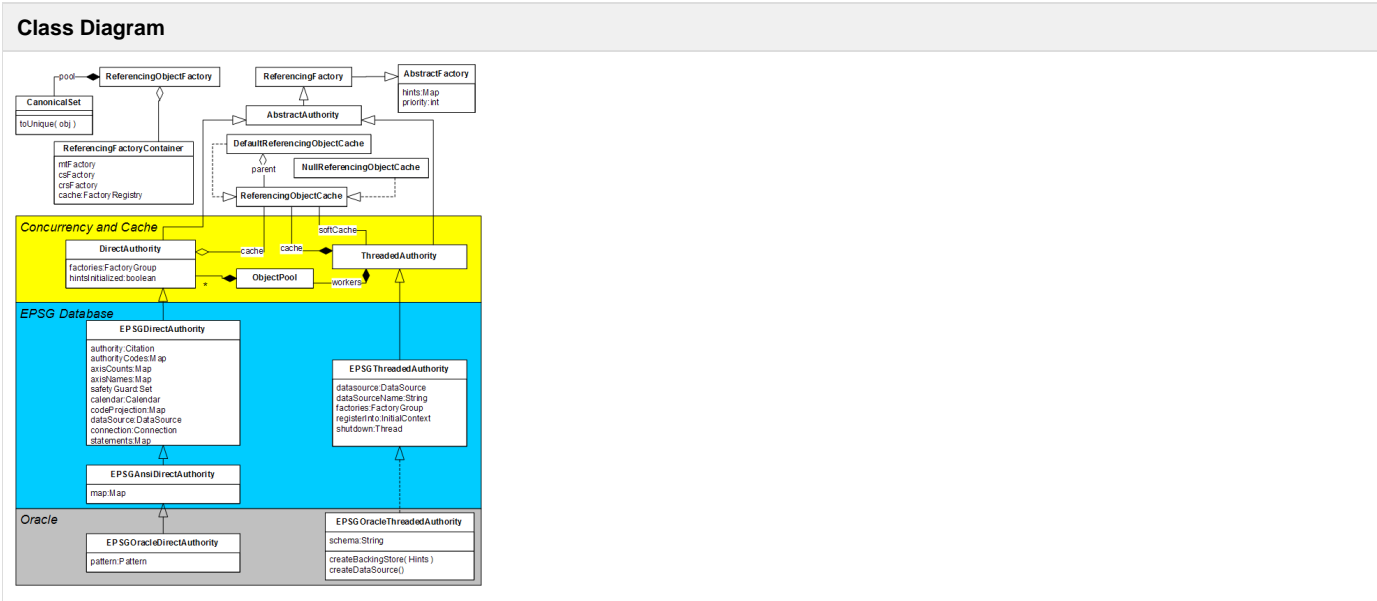 Class Diagram
pool
ReferencingObjectFactory
ReferencingFactory
AbstractFactory
hints:Map
priority:int
CanonicalSet
toUnique( obj )
AbstractAuthority
ReferencingFactoryContainer
mtFactory
csFactory
crsFactory
cache:FactoryRegistry
DefaultReferencingObjectCache
parent
NullReferencingObjectCache
ReferencingObjectCache
Concurrency and Cache
softCache
DirectAuthority
factories:FactoryGroup
hintsInitialized:boolean
cache
cache
ThreadedAuthority
*
ObjectPool
workers
EPSG Database
EPSGDirectAuthority
authority:Citation
authorityCodes:Map
axisCounts:Map
axisNames:Map
safetyGuard:Set
calendar:Calendar
codeProjection:Map
dataSource:DataSource
connection:Connection
statements:Map
EPSGThreadedAuthority
datasource:DataSource
dataSourceName:String
factories:FactoryGroup
registerInto:InitialContext
shutdown:Thread
EPSGAnsiDirectAuthority
map:Map
Oracle
EPSGOracleDirectAuthority
pattern:Pattern
EPSGOracleThreadedAuthority
schema:String
createBackingStore( Hints )
createDataSource()